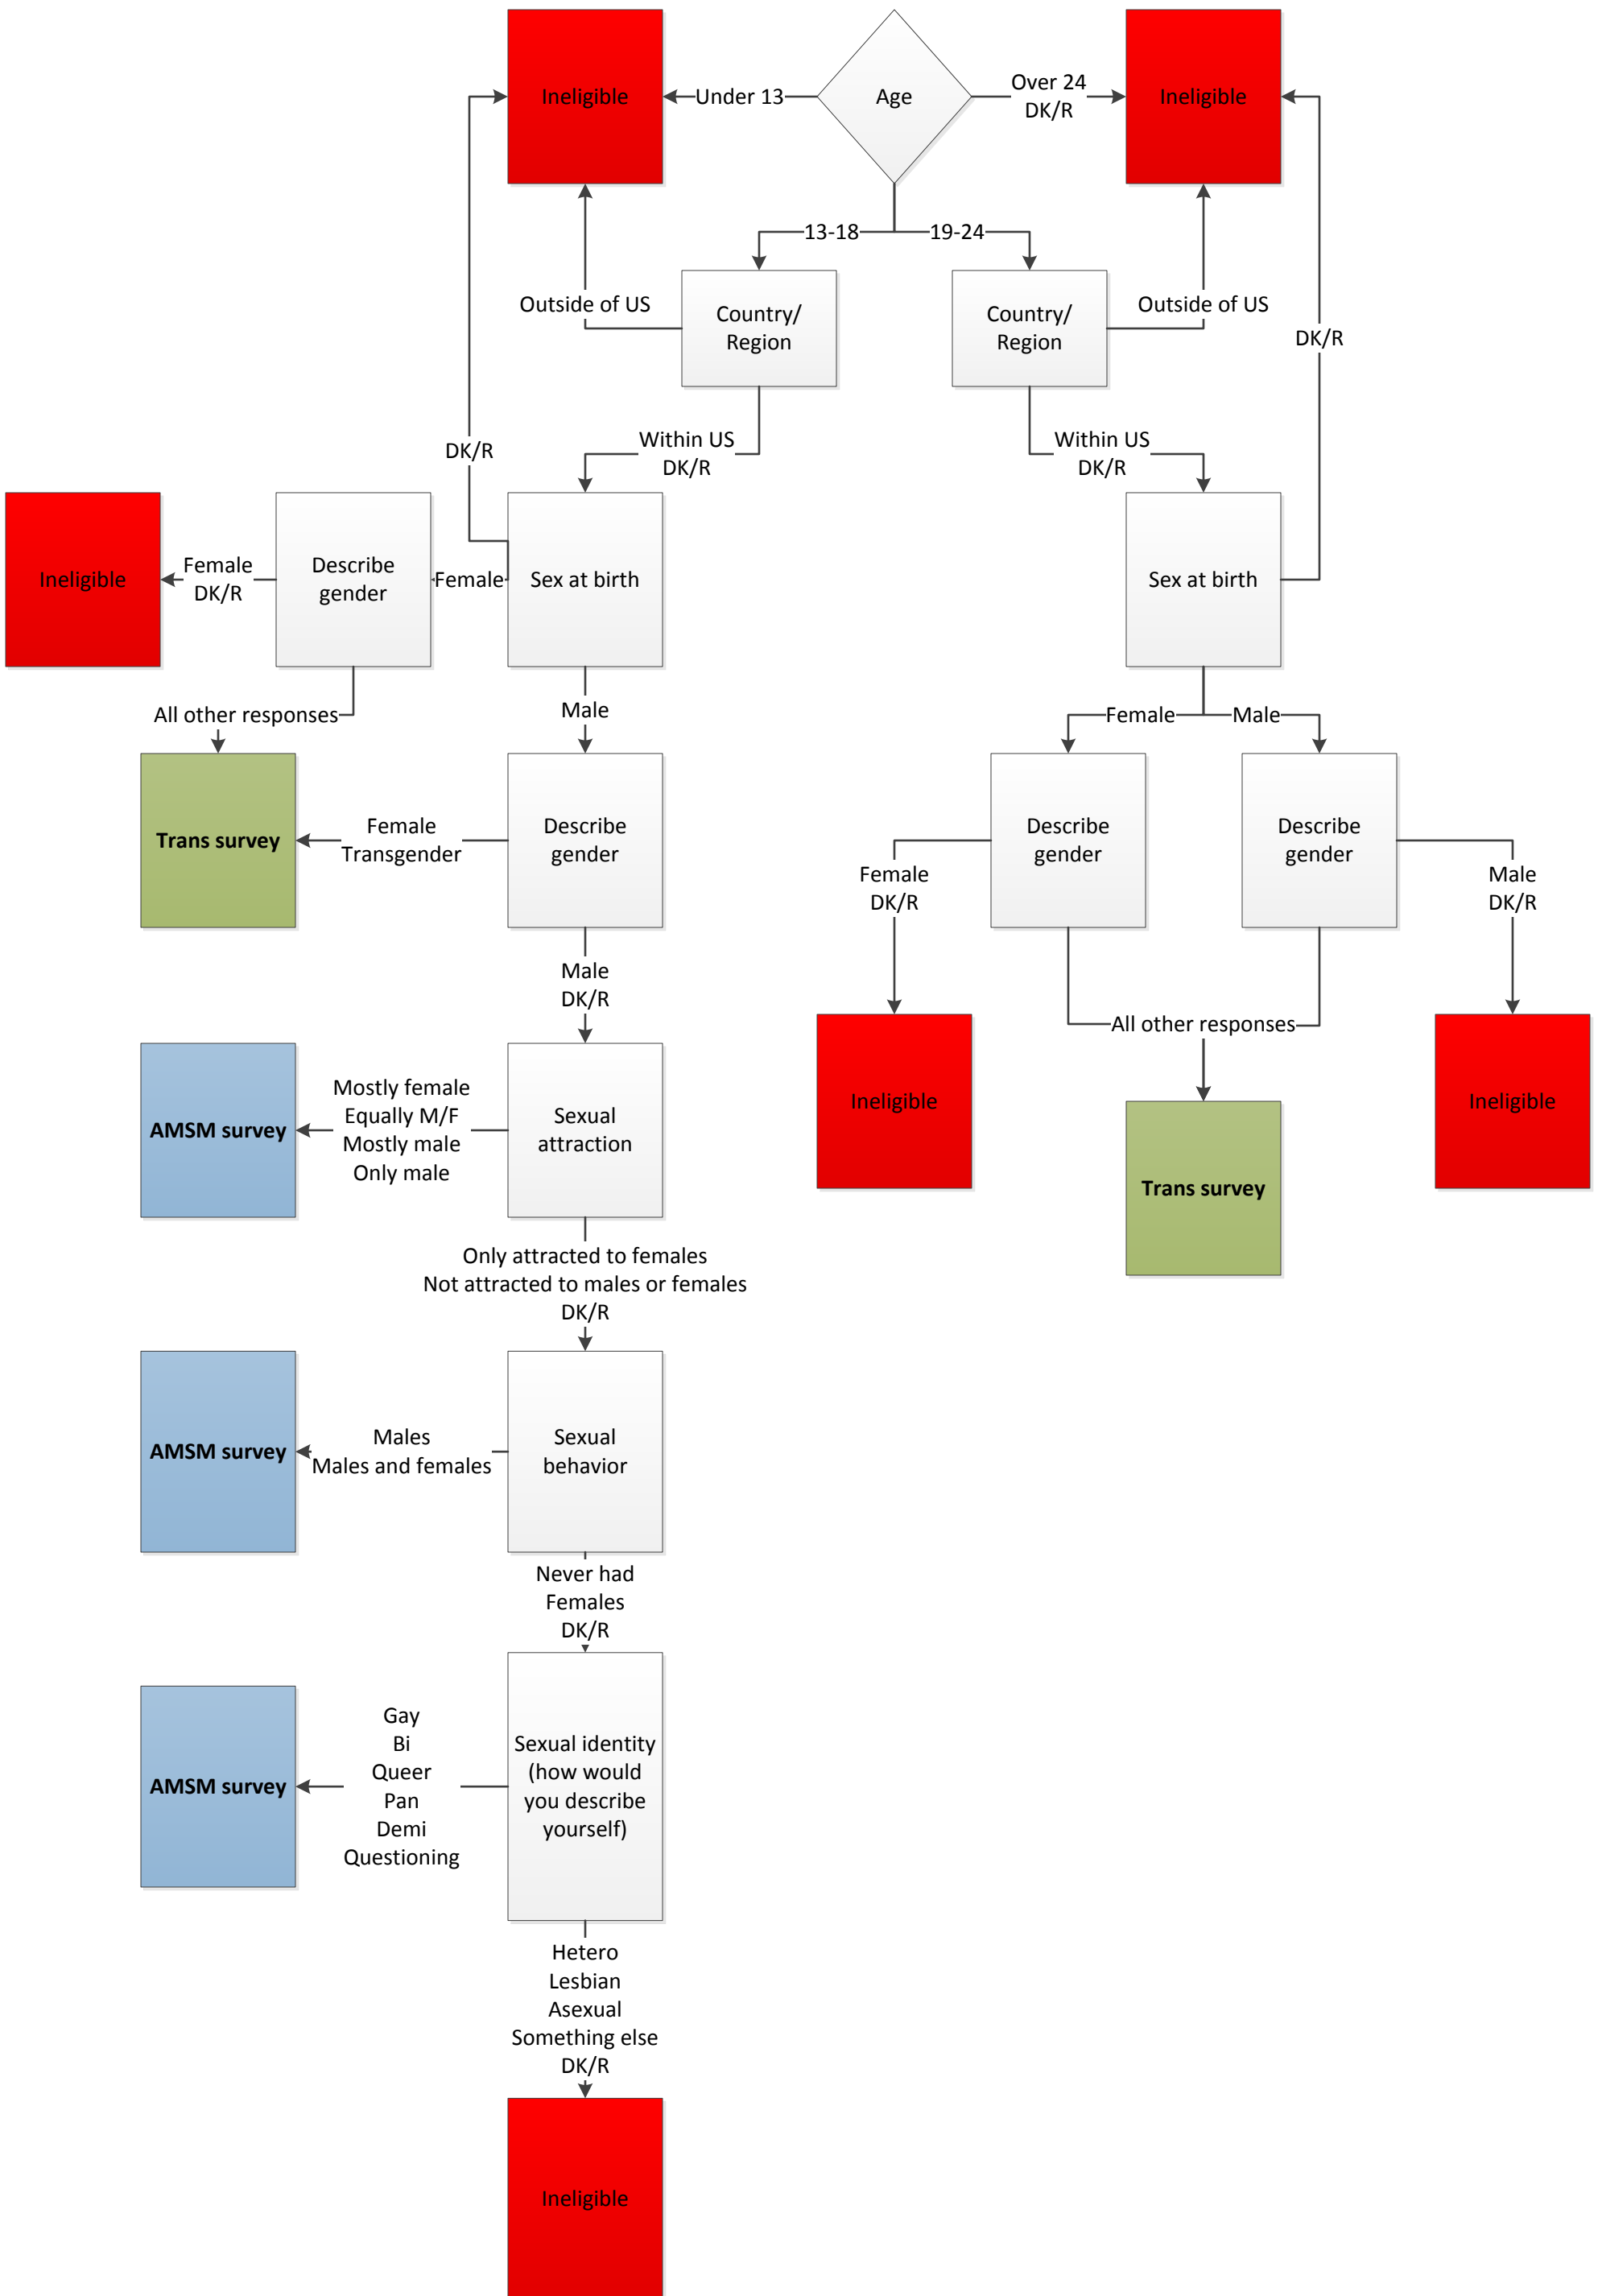 Ineligible
Under 13
Age
Over 24
DK/R
Ineligible
13-18
19-24
Outside of US
Country/
Region
Country/
Region
Outside of US
DK/R
DK/R
Within US
DK/R
Within US
DK/R
Ineligible
Female
DK/R
Describe
gender
Female
Sex at birth
Sex at birth
All other responses
Male
Female
Male
Trans survey
Female
Transgender
Describe
gender
Describe
gender
Describe
gender
Female
DK/R
Male
DK/R
Male
DK/R
All other responses
AMSM survey
Mostly female
Equally M/F
Mostly male
Only male
Sexual
attraction
Ineligible
Ineligible
Trans survey
Only attracted to females
Not attracted to males or females
DK/R
AMSM survey
Males
Males and females
Sexual
behavior
Never had
Females
DK/R
AMSM survey
Gay
Bi
Queer
Pan
Demi
Questioning
Sexual identity
(how would
you describe
yourself)
Hetero
Lesbian
Asexual
Something else
DK/R
Ineligible